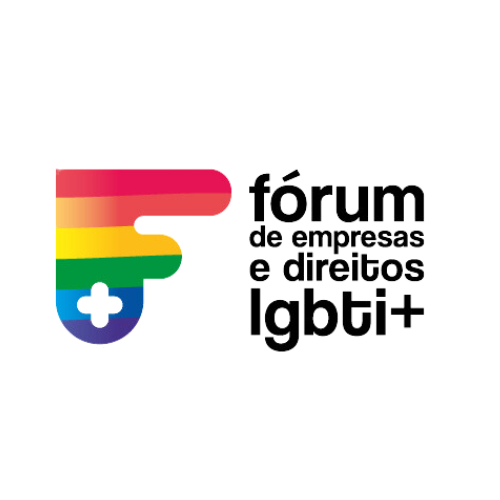 fórum
de empresas
e direitos
lgbti+